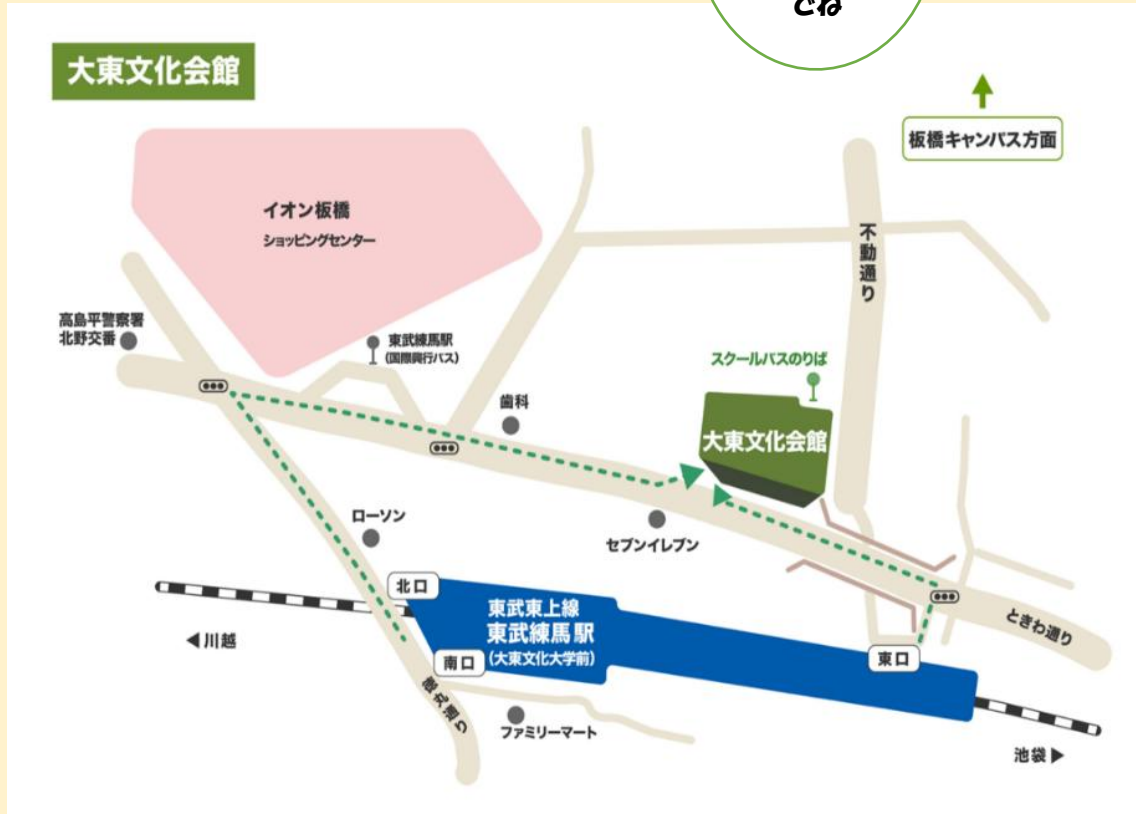 でね
大東文化会館
板橋キャンパス方面
イオン板橋
ショッピングセンター
不動通り
高島平警察署
北野交番
東武練馬駅
(国際興行バス)
スクールバスのりば
歯科
大東文化会館
ローソン
セブンイレブン
北口
東武東上線
東武練馬駅
(大東文化大学前)
ときわ通り
◀川越
南口
東口
徳丸通り
ファミリーマート
池袋▶